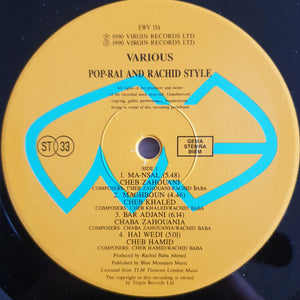 EWV 15A
℗ 1990 VIRGIN RECORDS LTD
© 1990 VIRGIN RECORDS LTD
VARIOUS
POP-RAI AND RACHID STYLE
All rights of the producer and owner
of the recorded work reserved. Unauthorised
copying, public performance, broadcasting,
hiring or rental of this recording prohibited
ST 33
GEMA
STEMRA
BIEM
SIDE 1
1. MA-NSAL (5.48)
CHEB ZAHOUANI
COMPOSERS: CHEB ZAHOUANI/RACHID BABA
2. MAGHBOUN (4.46)
CHEB KHALED
COMPOSERS: CHEB KHALED/RACHID BABA
3. BAR ADJANI (6.14)
CHABA ZAHOUANIA
COMPOSERS: CHABA ZAHOUANIA/RACHID BABA
4. HAI WEDI (5.01)
CHEB HAMID
COMPOSERS: CHEB HAMID/RACHID BABA
Produced by Rachid Baba Ahmed.
Published by Blue Mountain Music.
Licensed from TLM Tlemcen London Music
The copyright in this recording is owned
by Virgin Records Ltd